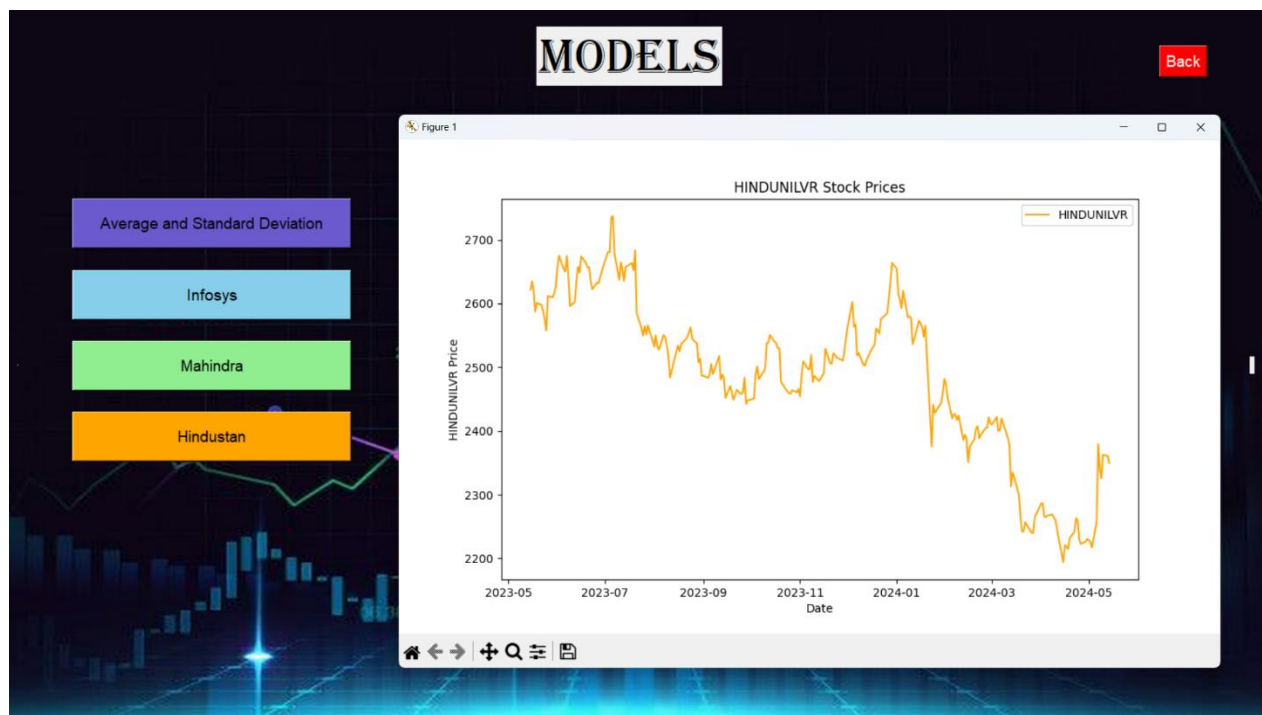 MODELS
Back
Figure 1
Average and Standard Deviation
Infosys
Mahindra
Hindustan
HINDUNILVR Stock Prices
HINDUNILVR
HINDUNILVR Price
2700
2600
2500
2400
2300
2200
2023-05 2023-07 2023-09 2023-11 2024-01 2024-03 2024-05
Date